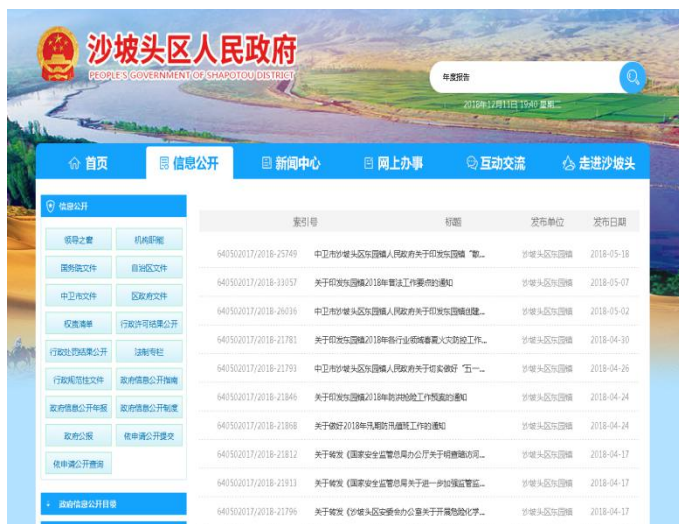 沙坡头区人民政府
PEOPLE'S GOVERNMENT OF SHAPOTOU DISTRICT
年度报告
2018年12月11日 19:40 星期二
首页 信息公开 新闻中心 网上办事 互动交流 走进沙坡头
信息公开
领导之窗 机构职能
国务院文件 自治区文件
中卫市文件 区政府文件
权责清单 行政许可结果公开
行政处罚结果公开 法制专栏
行政规范性文件 政府信息公开指南
政府信息公开年报 政府信息公开制度
政府公报 依申请公开提交
依申请公开查询
政府信息公开目录
索引号 标题 发布单位 发布日期
640502017/2018-25749 中卫市沙坡头区东园镇人民政府关于印发东园镇“散... 沙坡头区东园镇 2018-05-18
640502017/2018-33057 关于印发东园镇2018年普法工作要点的通知 沙坡头区东园镇 2018-05-07
640502017/2018-26036 中卫市沙坡头区东园镇人民政府关于印发东园镇创建... 沙坡头区东园镇 2018-05-02
640502017/2018-21781 关于印发东园镇2018年各行业领域春夏火灾防控工作... 沙坡头区东园镇 2018-04-30
640502017/2018-21793 中卫市沙坡头区东园镇人民政府关于切实做好“五一... 沙坡头区东园镇 2018-04-26
640502017/2018-21846 关于印发东园镇2018年防洪抢险工作预案的通知 沙坡头区东园镇 2018-04-24
640502017/2018-21868 关于做好2018年汛期防汛值班工作的通知 沙坡头区东园镇 2018-04-24
640502017/2018-21812 关于转发《国家安全监管总局办公厅关于明查暗访问... 沙坡头区东园镇 2018-04-17
640502017/2018-21913 关于转发《国家安全监管总局关于进一步加强监管监... 沙坡头区东园镇 2018-04-17
640502017/2018-21796 关于转发《沙坡头区安委会办公室关于开展危险化学... 沙坡头区东园镇 2018-04-17